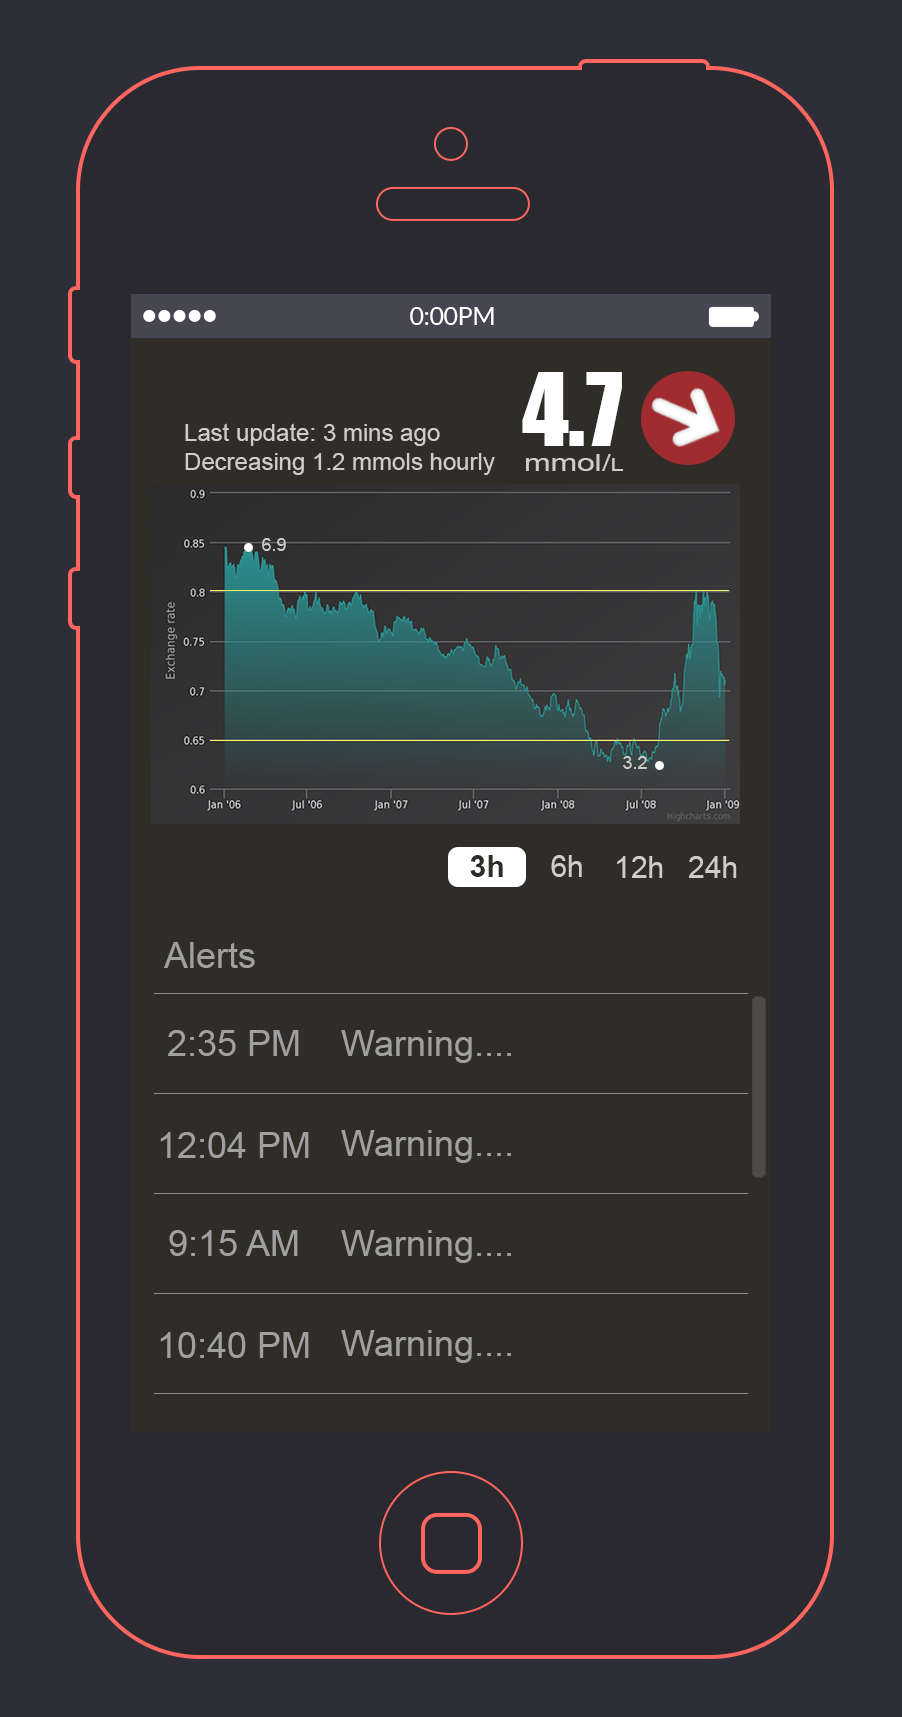 0:00PM
4.7
mmol/L
Last update: 3 mins ago
Decreasing 1.2 mmols hourly
0.9
0.85
0.8
0.75
0.7
0.65
0.6
Exchange rate
6.9
3.2
Jan '06 Jul '06 Jan '07 Jul '07 Jan '08 Jul '08 Jan '09
Highcharts.com
3h 6h 12h 24h
Alerts
2:35 PM Warning....
12:04 PM Warning....
9:15 AM Warning....
10:40 PM Warning....